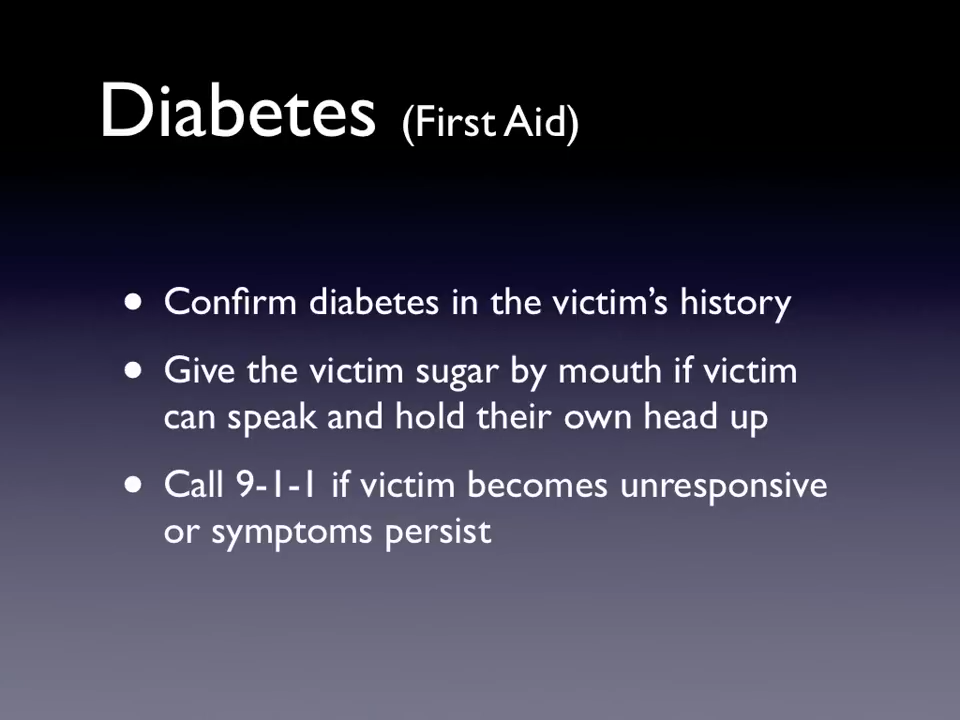 Diabetes (First Aid)
• Confirm diabetes in the victim’s history
• Give the victim sugar by mouth if victim
can speak and hold their own head up
• Call 9-1-1 if victim becomes unresponsive
or symptoms persist